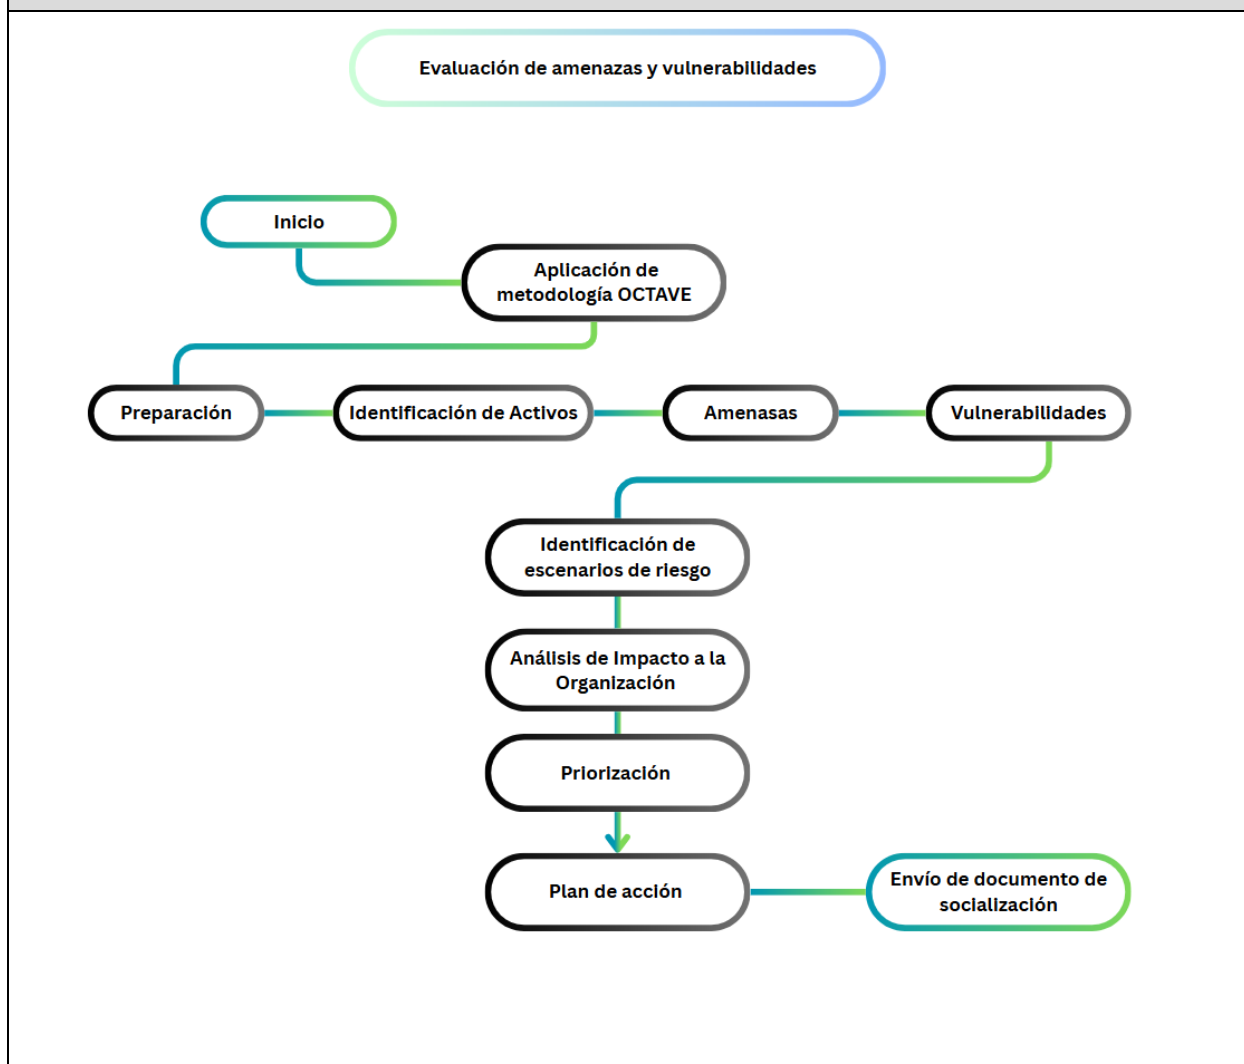 Evaluación de amenazas y vulnerabilidades
Inicio
Aplicación de
metodología OCTAVE
Preparación
Identificación de Activos
Amenasas
Vulnerabilidades
Identificación de
escenarios de riesgo
Análisis de Impacto a la
Organización
Priorización
Plan de acción
Envío de documento de
socialización